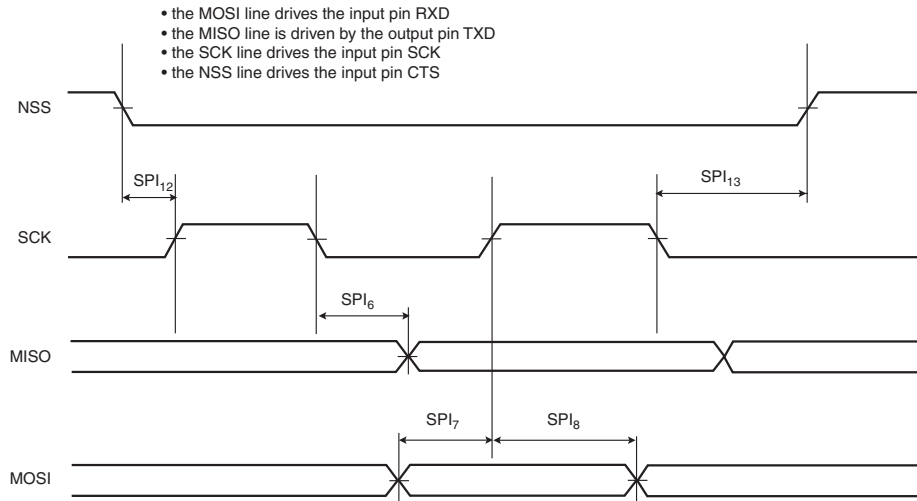 • the MOSI line drives the input pin RXD
• the MISO line is driven by the output pin TXD
• the SCK line drives the input pin SCK
• the NSS line drives the input pin CTS
NSS
SPI₁₂
SPI₁₃
SCK
SPI₆
MISO
SPI₇
SPI₈
MOSI